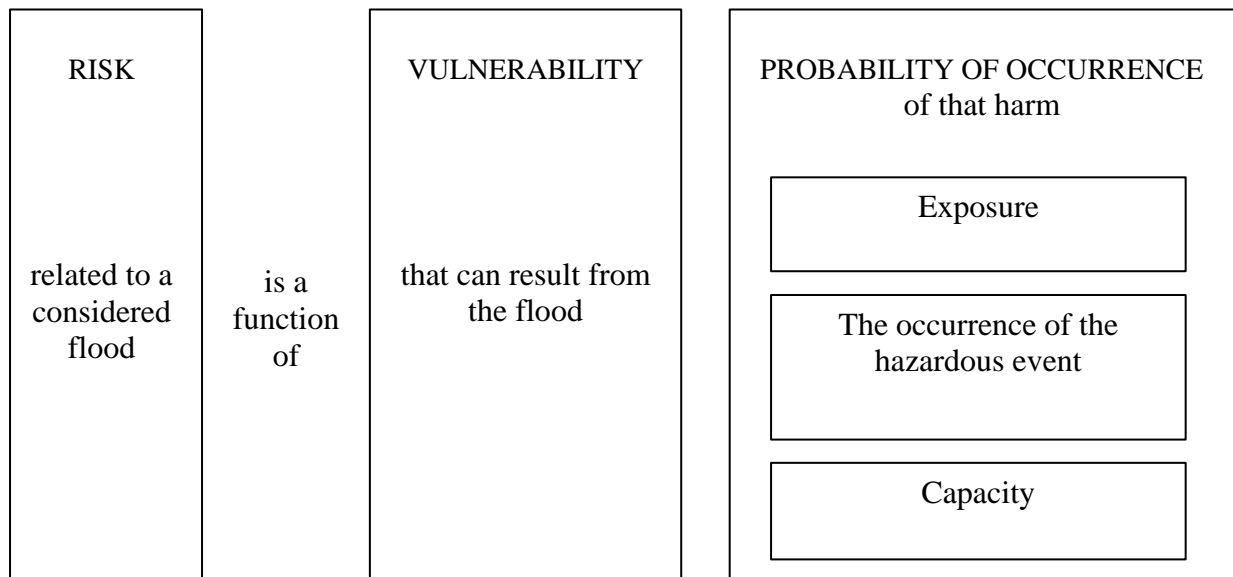 RISK
related to a
considered
flood
is a
function
of
VULNERABILITY
that can result from
the flood
PROBABILITY OF OCCURRENCE
of that harm
Exposure
The occurrence of the
hazardous event
Capacity